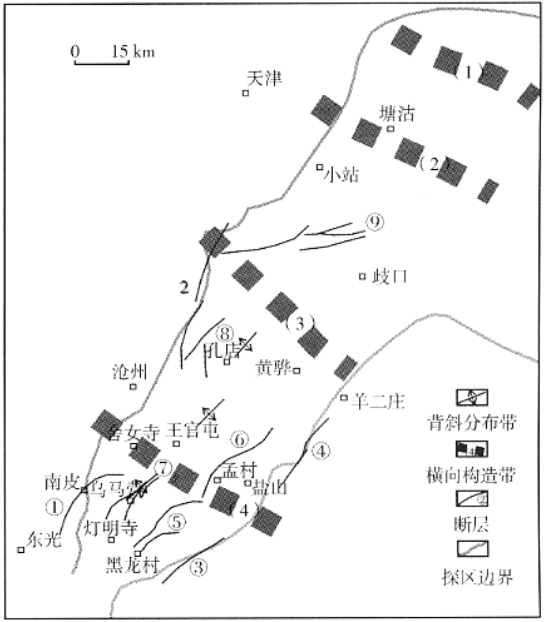 0 15 km
天津
(1)
塘沽
(2)
小站
⑨
2
歧口
(3)
⑧
孔店
黄骅
沧州
羊二庄
背斜分布带
舍女寺
王官屯
⑥
④
横向构造带
南皮
乌马营
⑦
孟村
盐山
①
(4)
②
断层
灯明寺
⑤
东光
黑龙村
③
探区边界